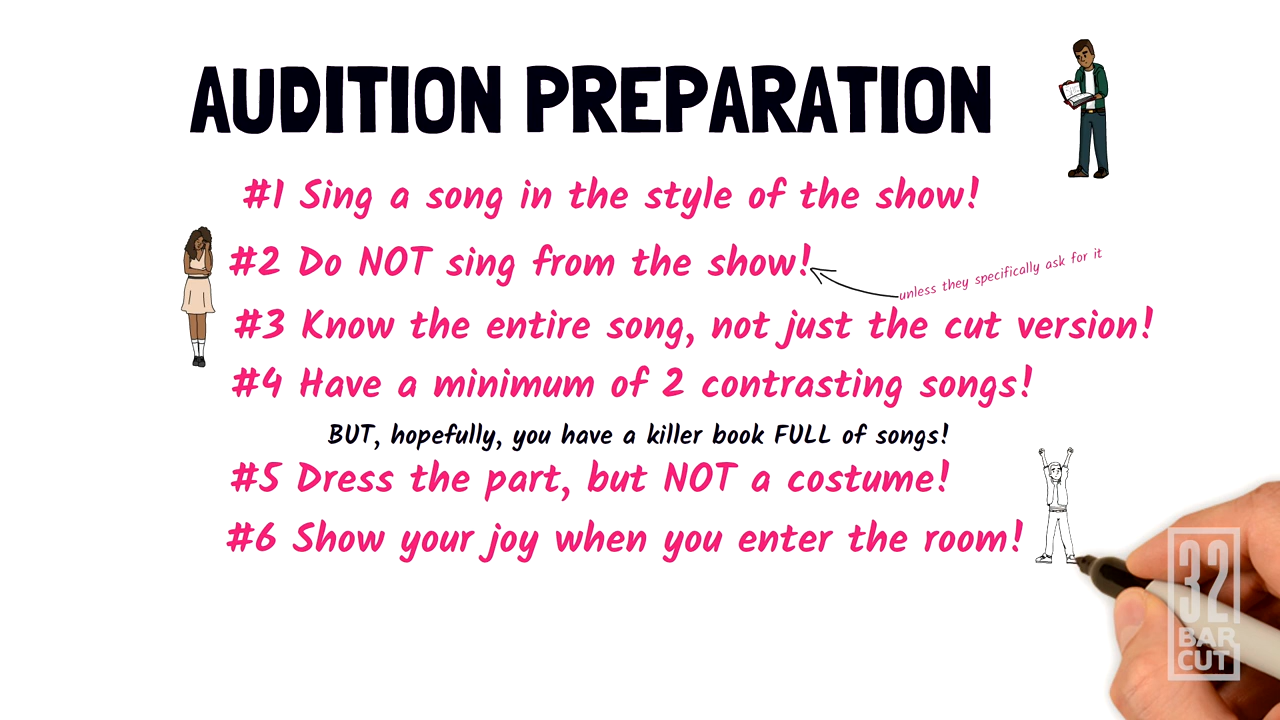 AUDITION PREPARATION
#1 Sing a song in the style of the show!
#2 Do NOT sing from the show!
unless they specifically ask for it
#3 Know the entire song, not just the cut version!
#4 Have a minimum of 2 contrasting songs!
BUT, hopefully, you have a killer book FULL of songs!
#5 Dress the part, but NOT a costume!
#6 Show your joy when you enter the room!
32
BAR
CUT